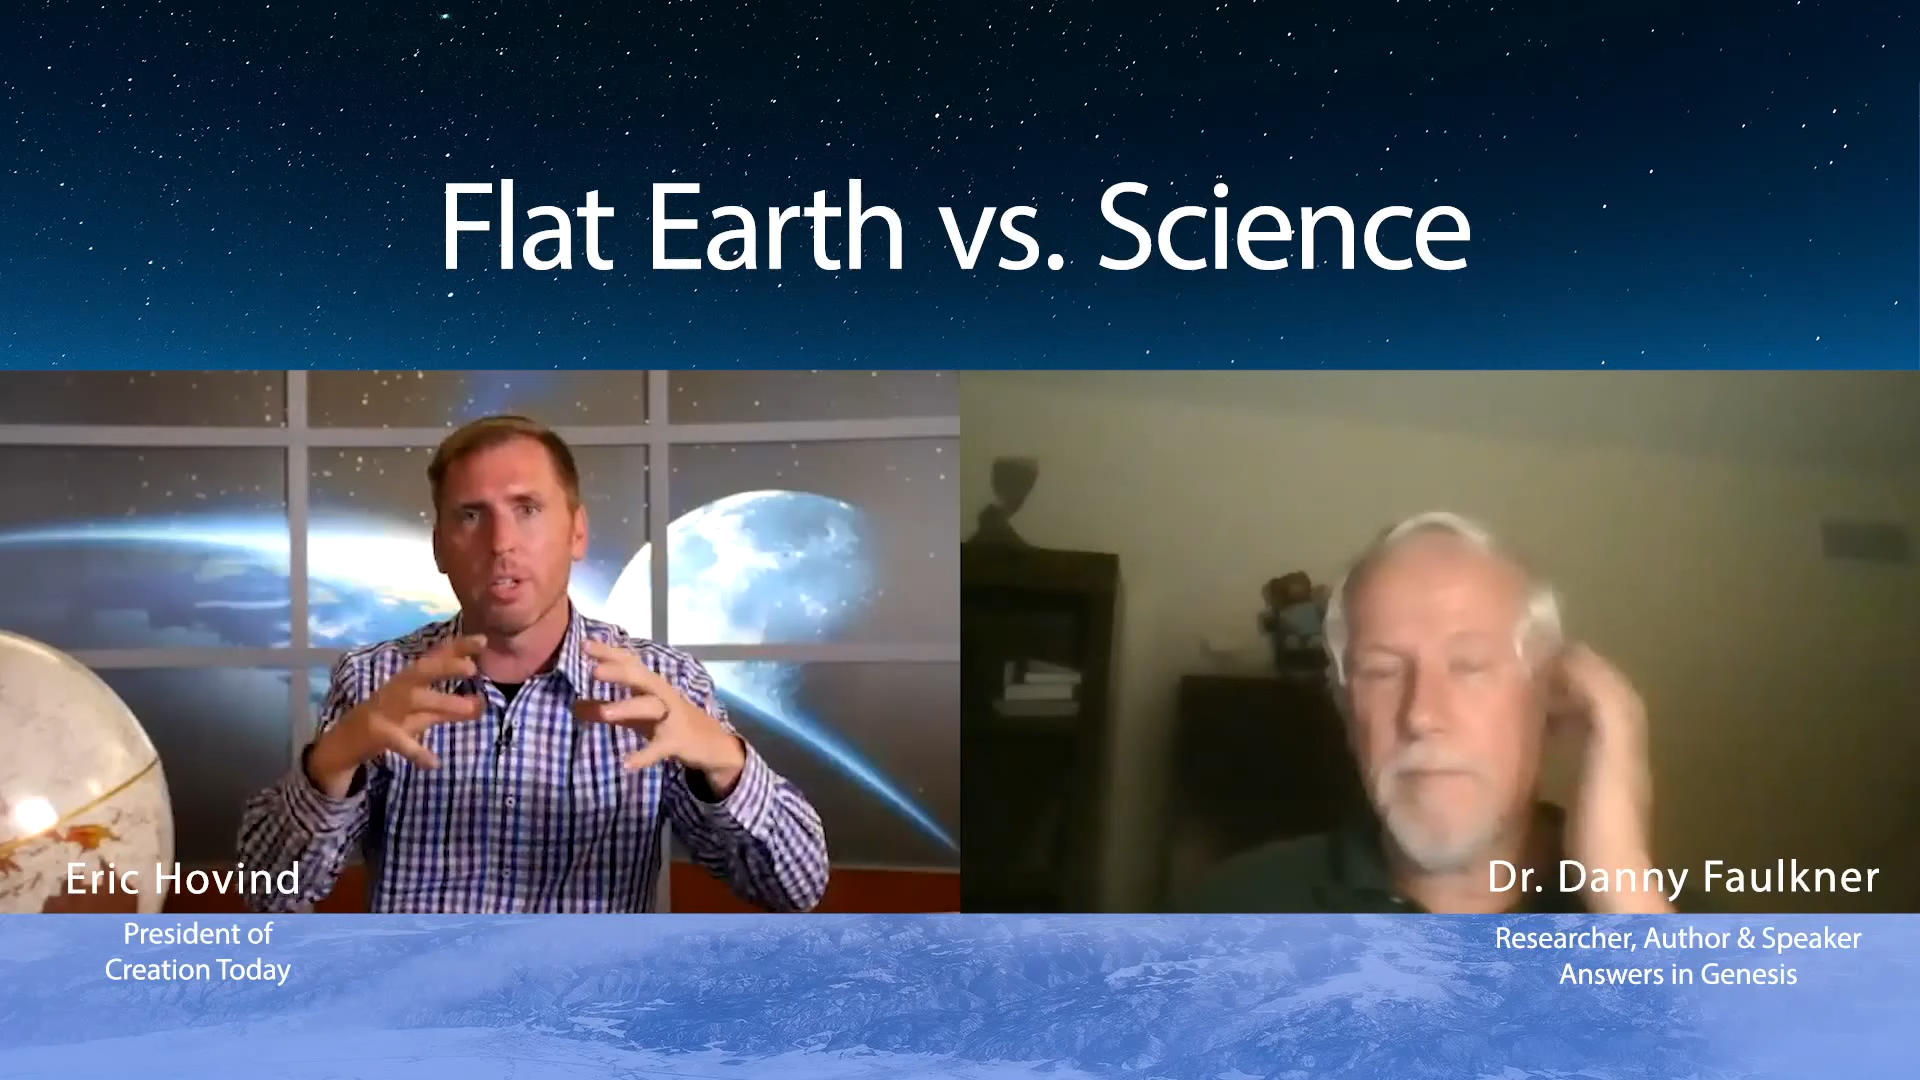 Flat Earth vs. Science
Eric Hovind
President of
Creation Today
Dr. Danny Faulkner
Researcher, Author & Speaker
Answers in Genesis